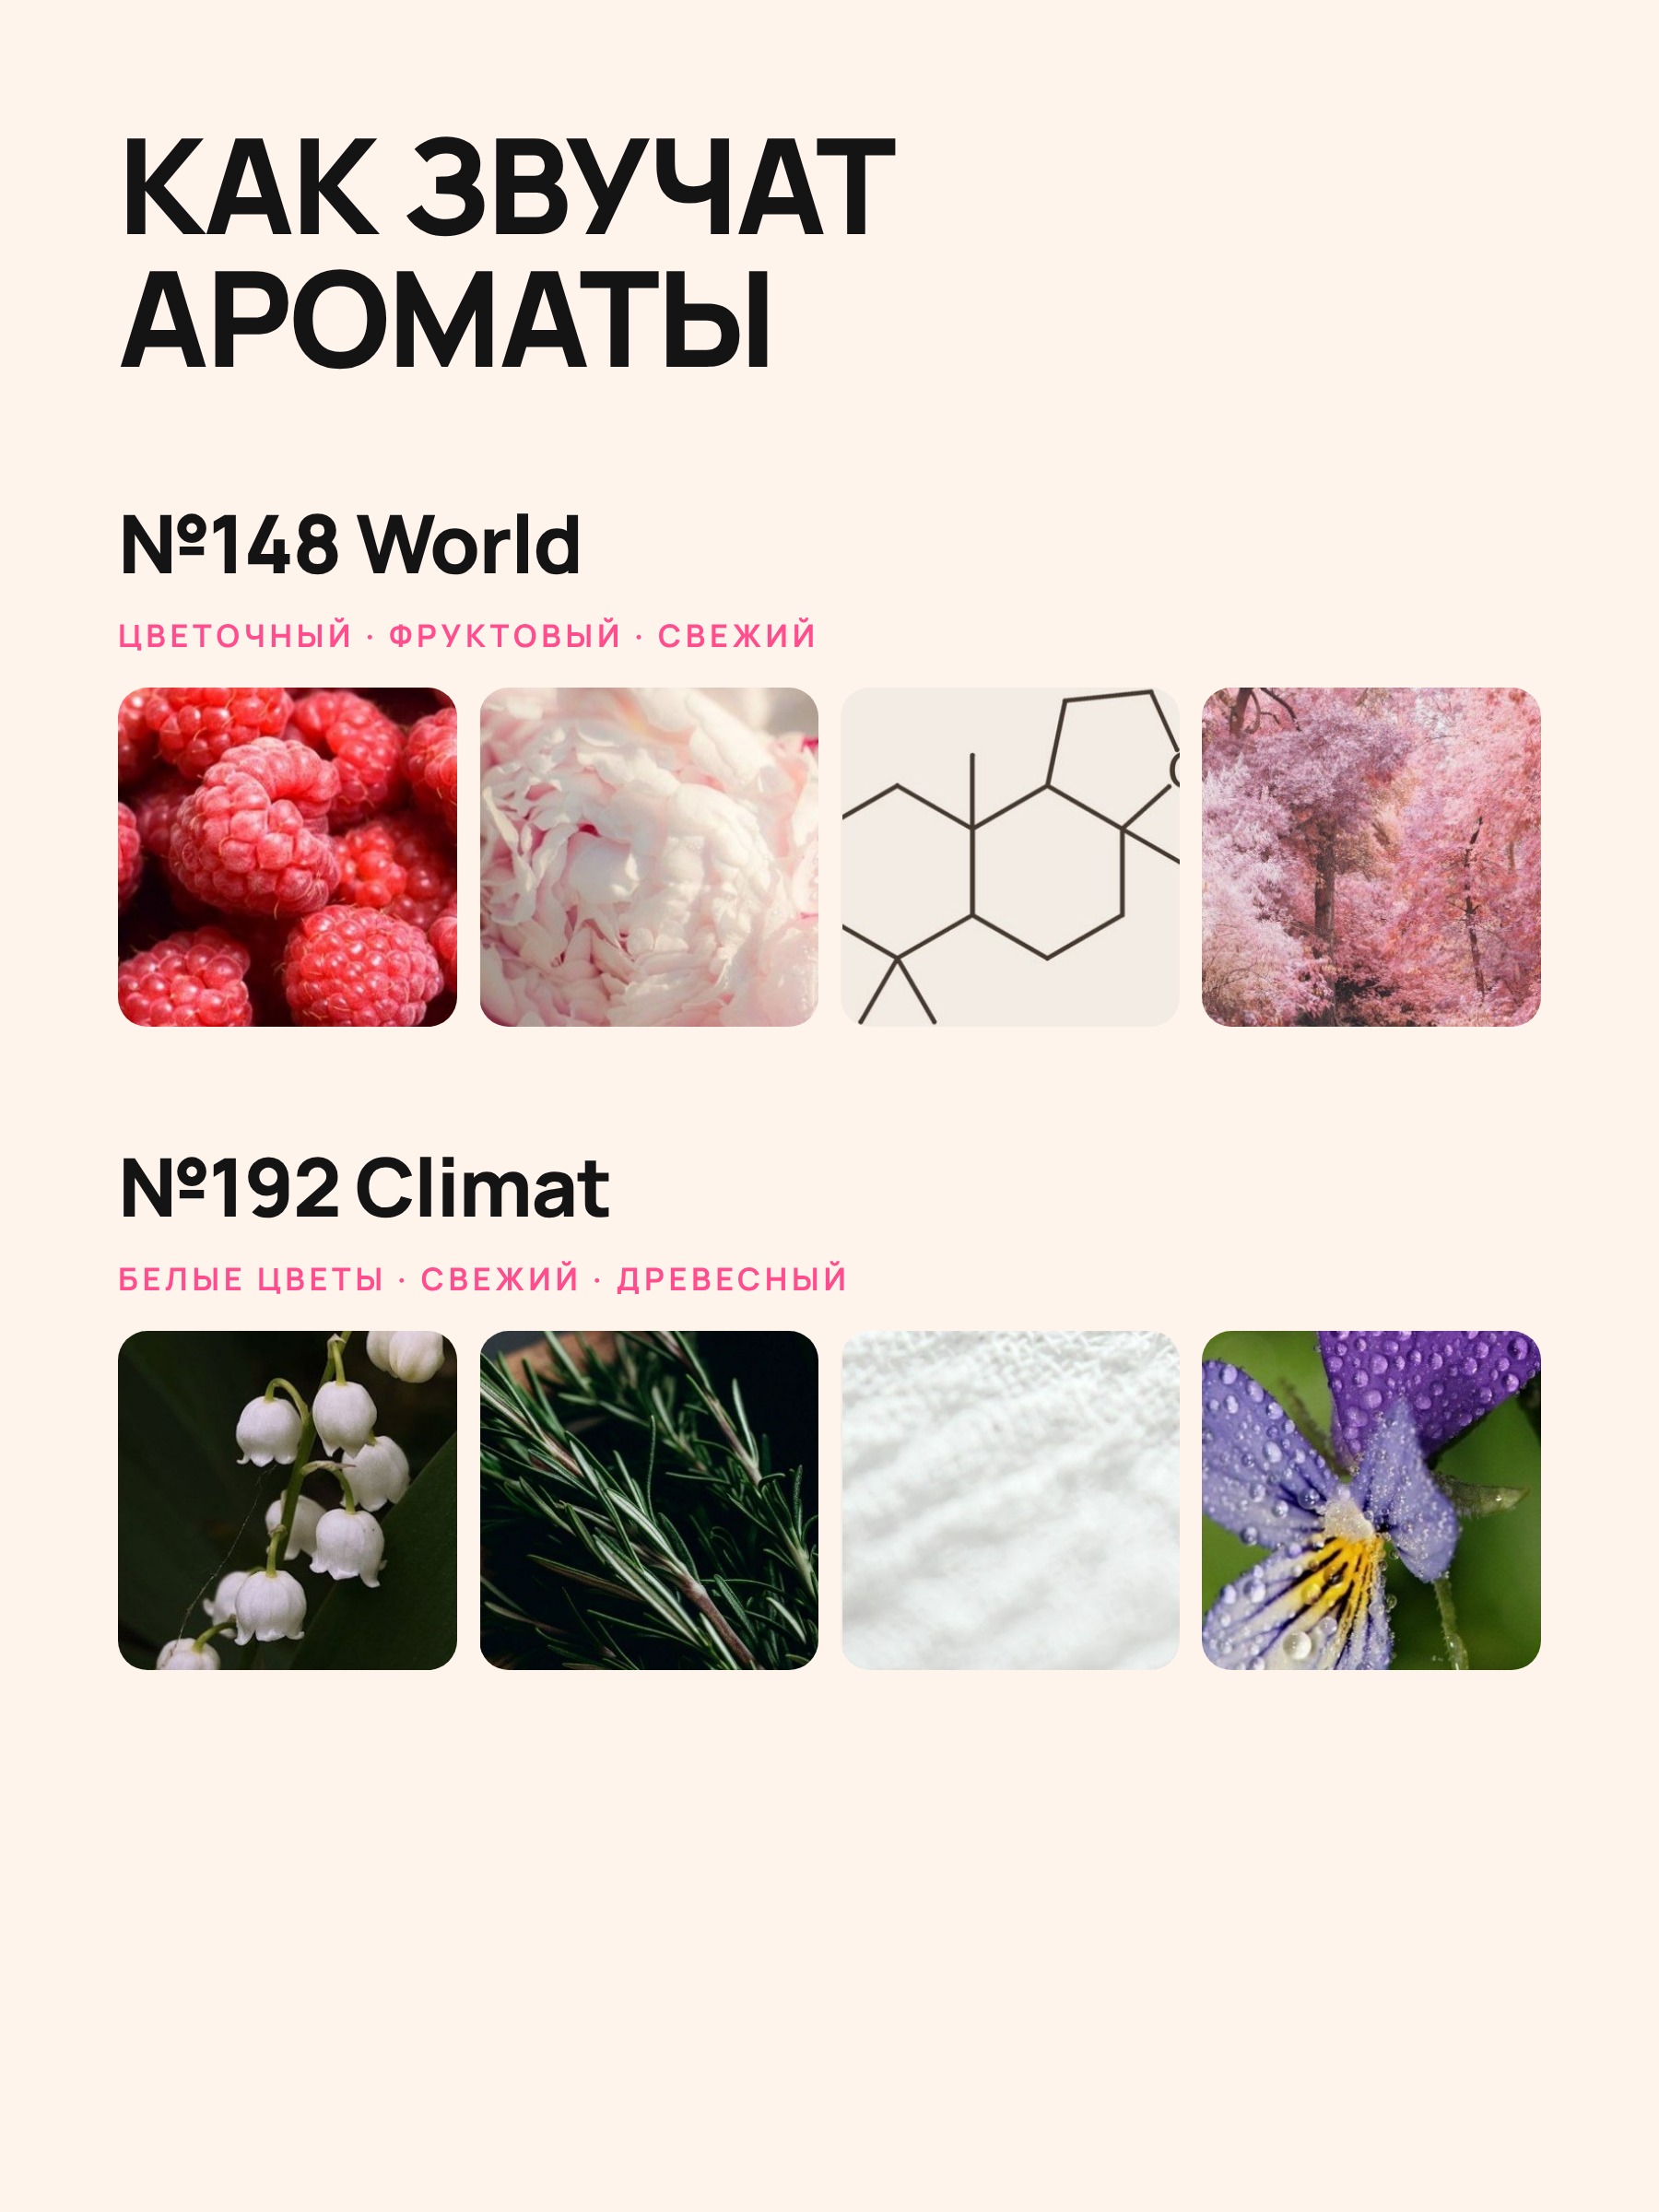 КАК ЗВУЧАТ
АРОМАТЫ
№148 World
ЦВЕТОЧНЫЙ · ФРУКТОВЫЙ · СВЕЖИЙ
№192 Climat
БЕЛЫЕ ЦВЕТЫ · СВЕЖИЙ · ДРЕВЕСНЫЙ